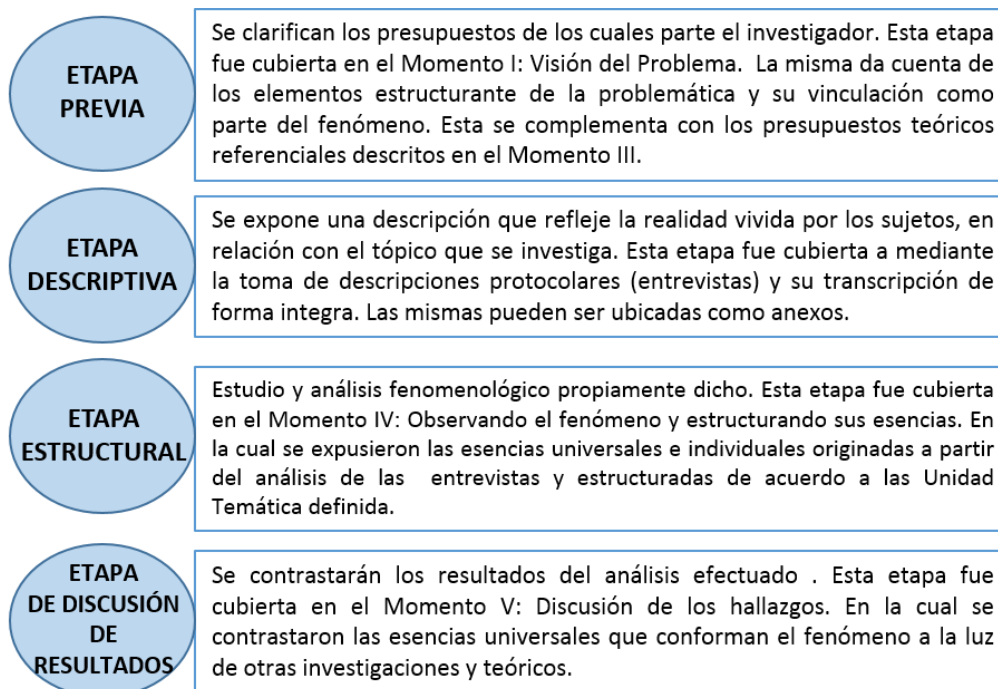 ETAPA
PREVIA
Se clarifican los presupuestos de los cuales parte el investigador. Esta etapa
fue cubierta en el Momento I: Visión del Problema. La misma da cuenta de
los elementos estructurante de la problemática y su vinculación como
parte del fenómeno. Esta se complementa con los presupuestos teóricos
referenciales descritos en el Momento III.
ETAPA
DESCRIPTIVA
Se expone una descripción que refleje la realidad vivida por los sujetos, en
relación con el tópico que se investiga. Esta etapa fue cubierta a mediante
la toma de descripciones protocolares (entrevistas) y su transcripción de
forma integra. Las mismas pueden ser ubicadas como anexos.
ETAPA
ESTRUCTURAL
Estudio y análisis fenomenológico propiamente dicho. Esta etapa fue cubierta
en el Momento IV: Observando el fenómeno y estructurando sus esencias. En
la cual se expusieron las esencias universales e individuales originadas a partir
del análisis de las entrevistas y estructuradas de acuerdo a las Unidad
Temática definida.
ETAPA
DE DISCUSIÓN
DE
RESULTADOS
Se contrastarán los resultados del análisis efectuado . Esta etapa fue
cubierta en el Momento V: Discusión de los hallazgos. En la cual se
contrastaron las esencias universales que conforman el fenómeno a la luz
de otras investigaciones y teóricos.